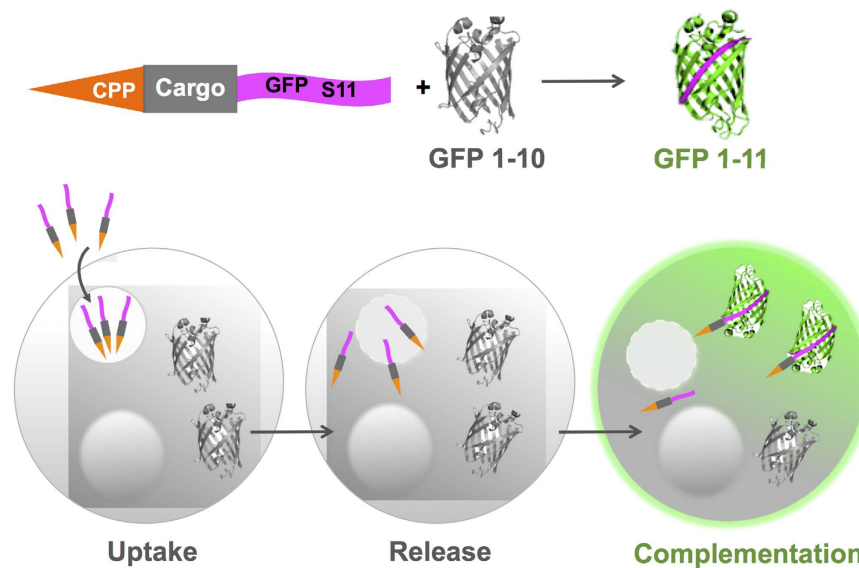 CPP Cargo GFP S11 +
GFP 1-10 GFP 1-11
Uptake Release Complementation